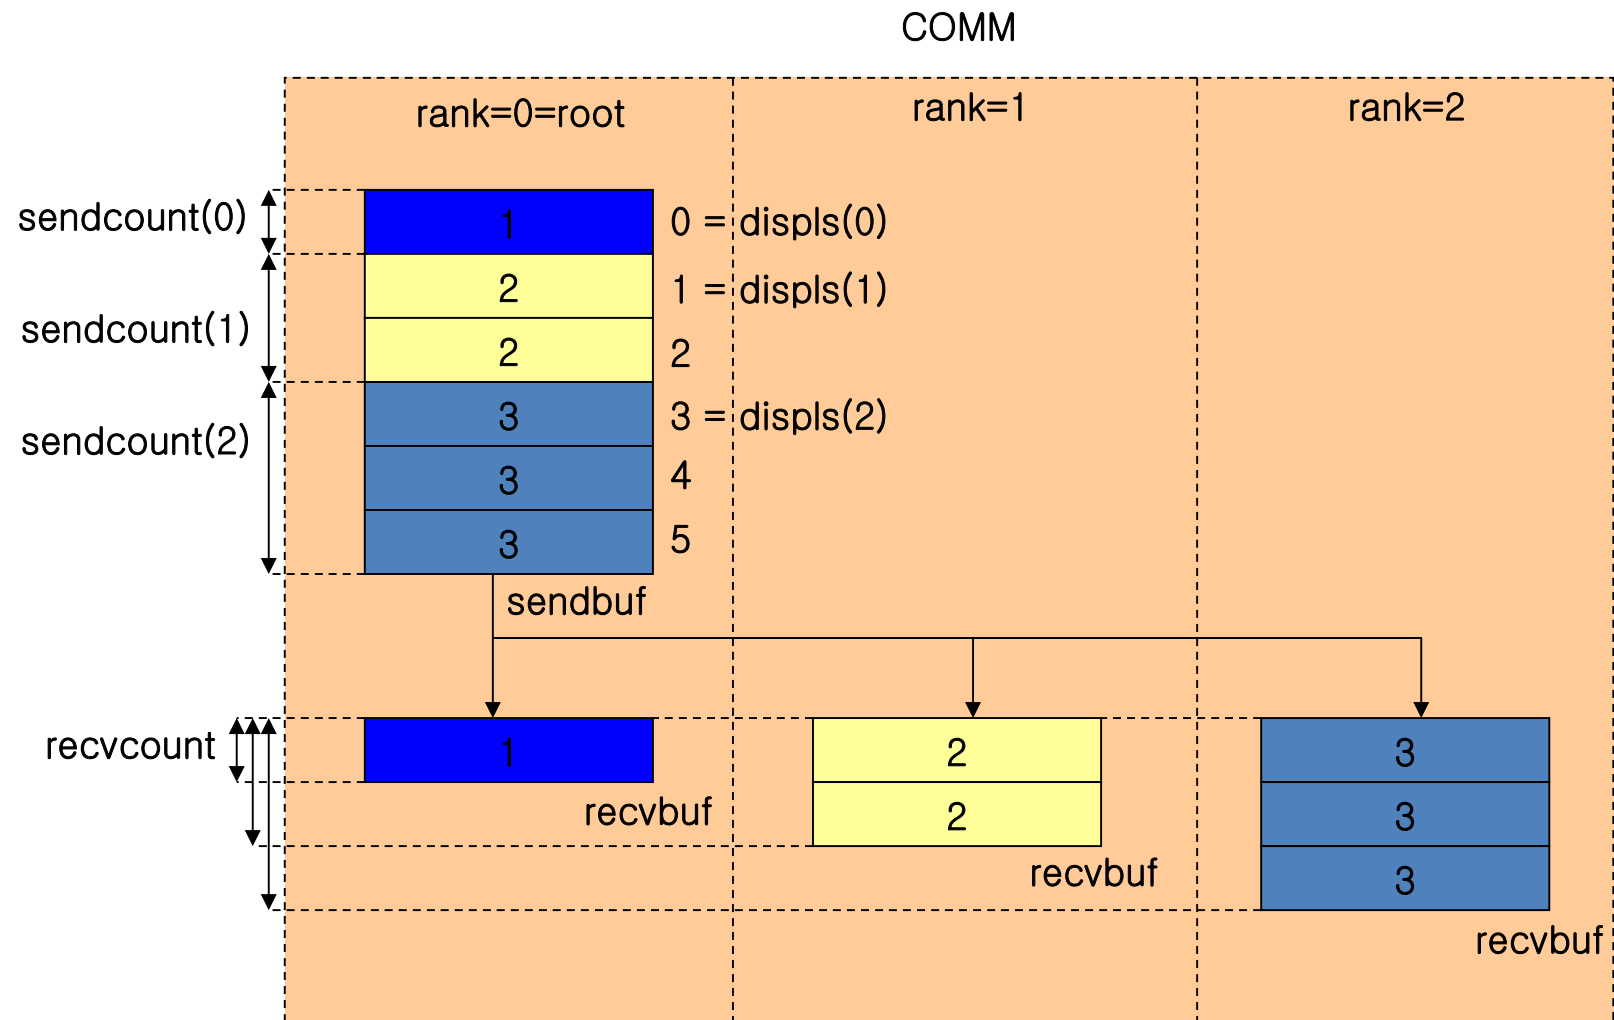 COMM
rank=0=root
rank=1
rank=2
sendcount(0)
1
0 = displs(0)
2
1 = displs(1)
sendcount(1)
2
2
3
3 = displs(2)
sendcount(2)
3
4
3
5
sendbuf
recvcount
1
2
3
recvbuf
2
3
recvbuf
3
recvbuf